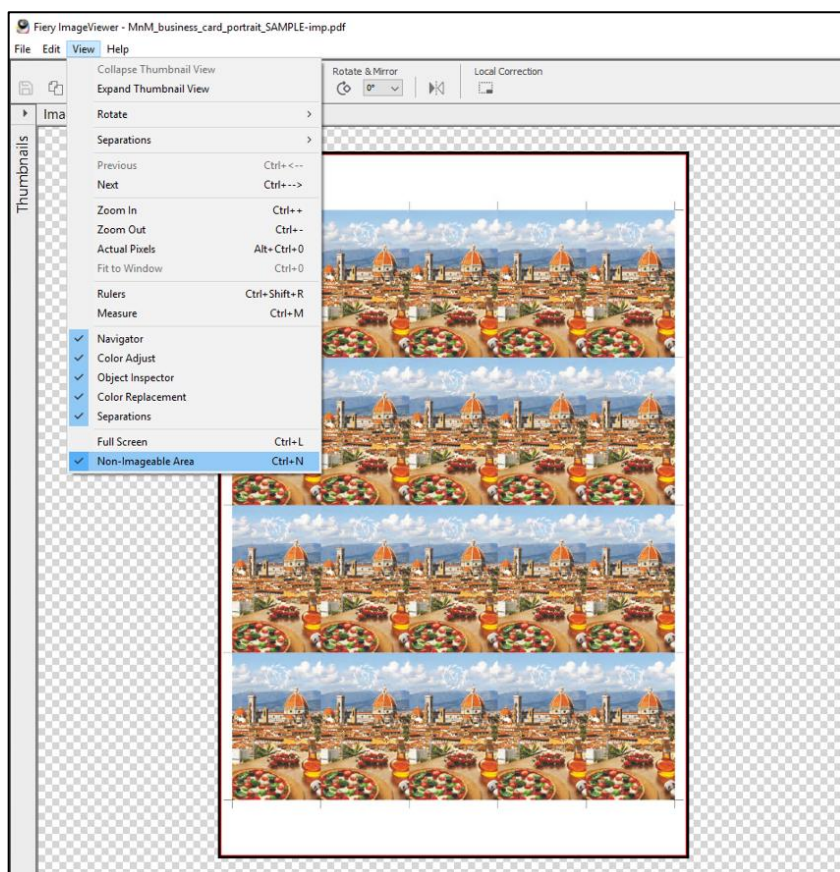 Fiery ImageViewer - MnM_business_card_portrait_SAMPLE-imp.pdf
File Edit View Help
Collapse Thumbnail View
Expand Thumbnail View
Rotate & Mirror
Local Correction
0°
Ima
Thumbnails
Rotate
Separations
Previous Ctrl+<--
Next Ctrl+-->
Zoom In Ctrl++
Zoom Out Ctrl+-
Actual Pixels Alt+Ctrl+0
Fit to Window Ctrl+0
Rulers Ctrl+Shift+R
Measure Ctrl+M
Navigator
Color Adjust
Object Inspector
Color Replacement
Separations
Full Screen Ctrl+L
Non-Imageable Area Ctrl+N